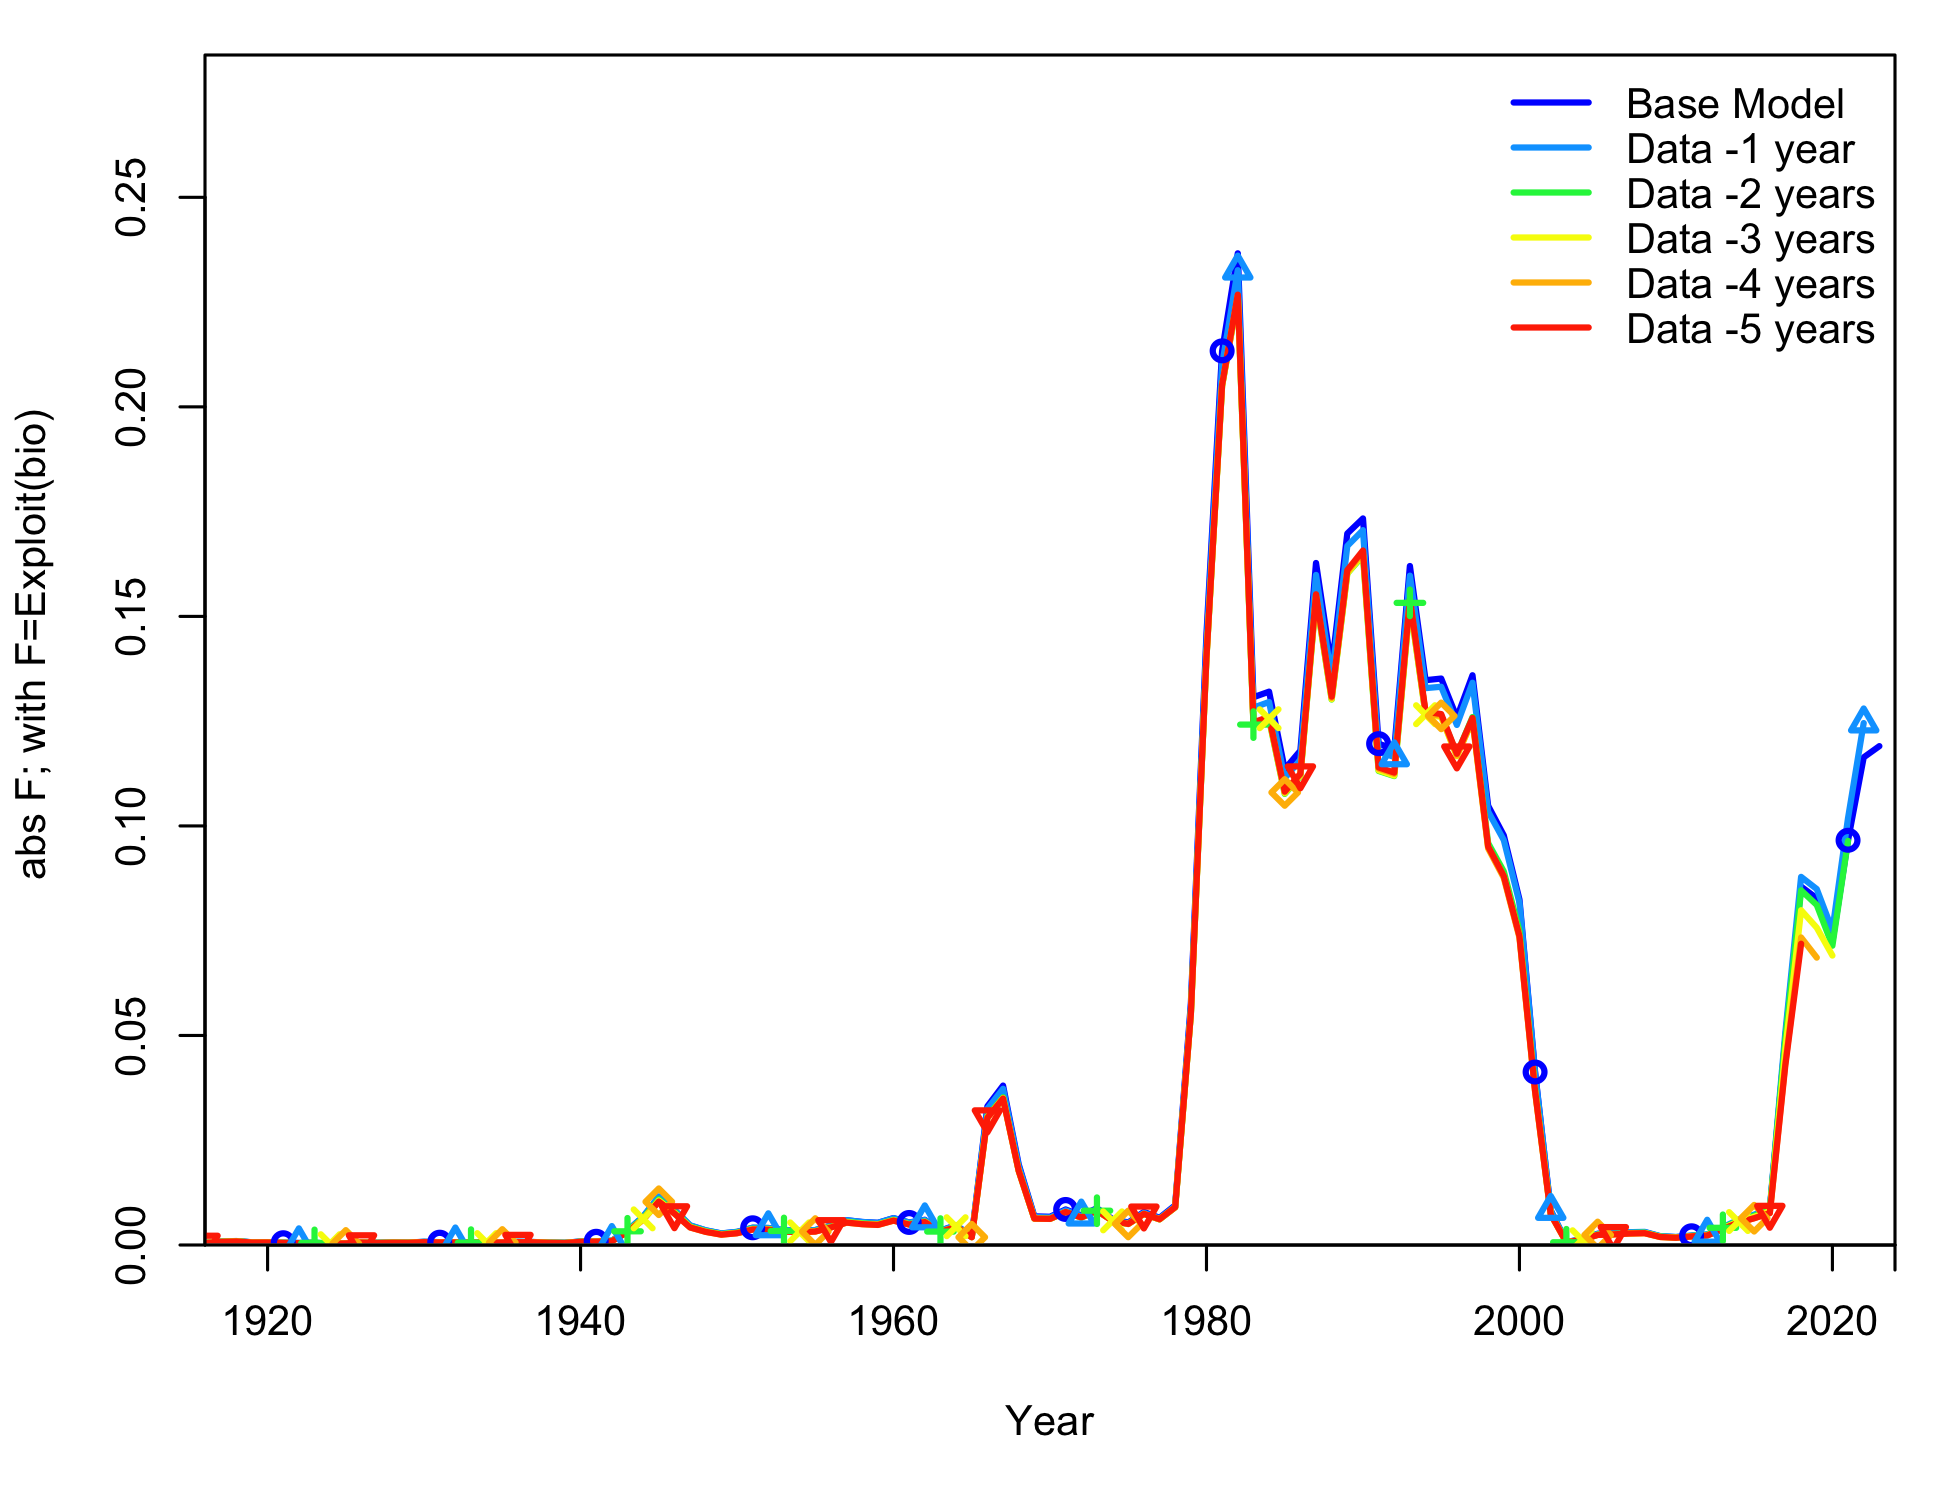 Base Model
Data -1 year
Data -2 years
Data -3 years
Data -4 years
Data -5 years
abs F; with F=Exploit(bio)
0.25
0.20
0.15
0.10
0.05
0.00
1920 1940 1960 1980 2000 2020
Year